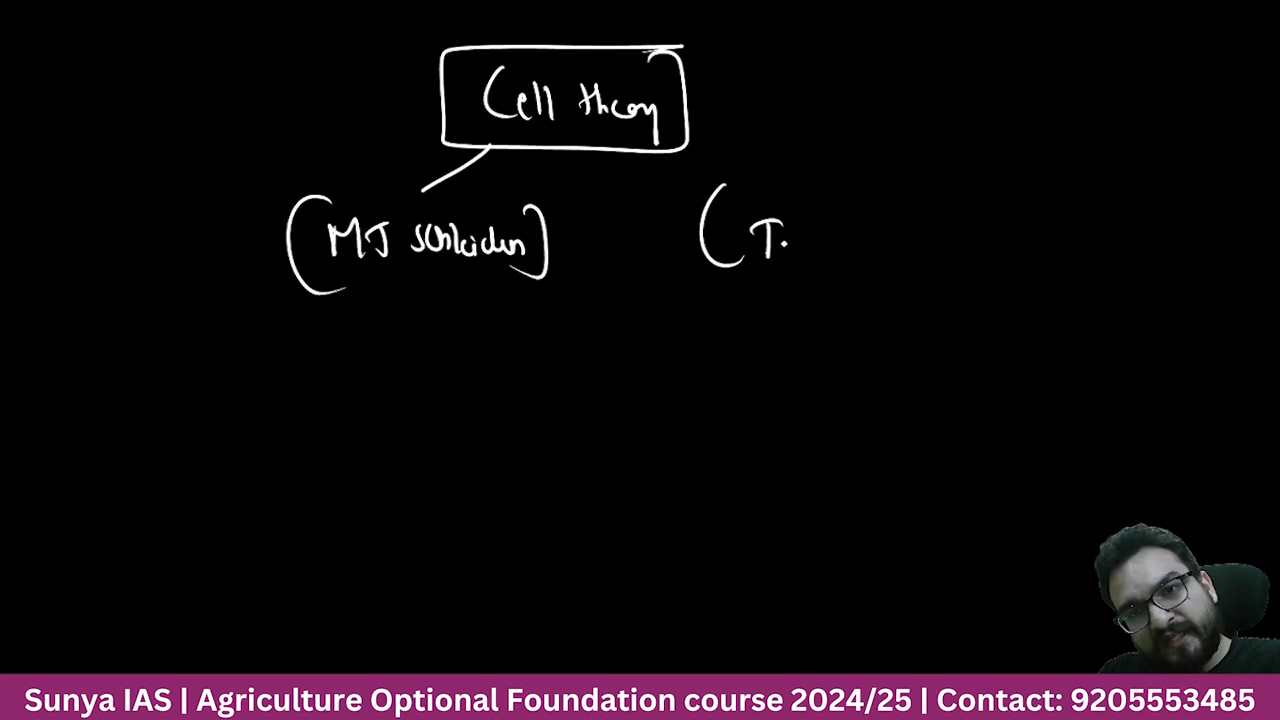 Cell theory
(MJ Schleiden)
(T.
Sunya IAS | Agriculture Optional Foundation course 2024/25 | Contact: 9205553485